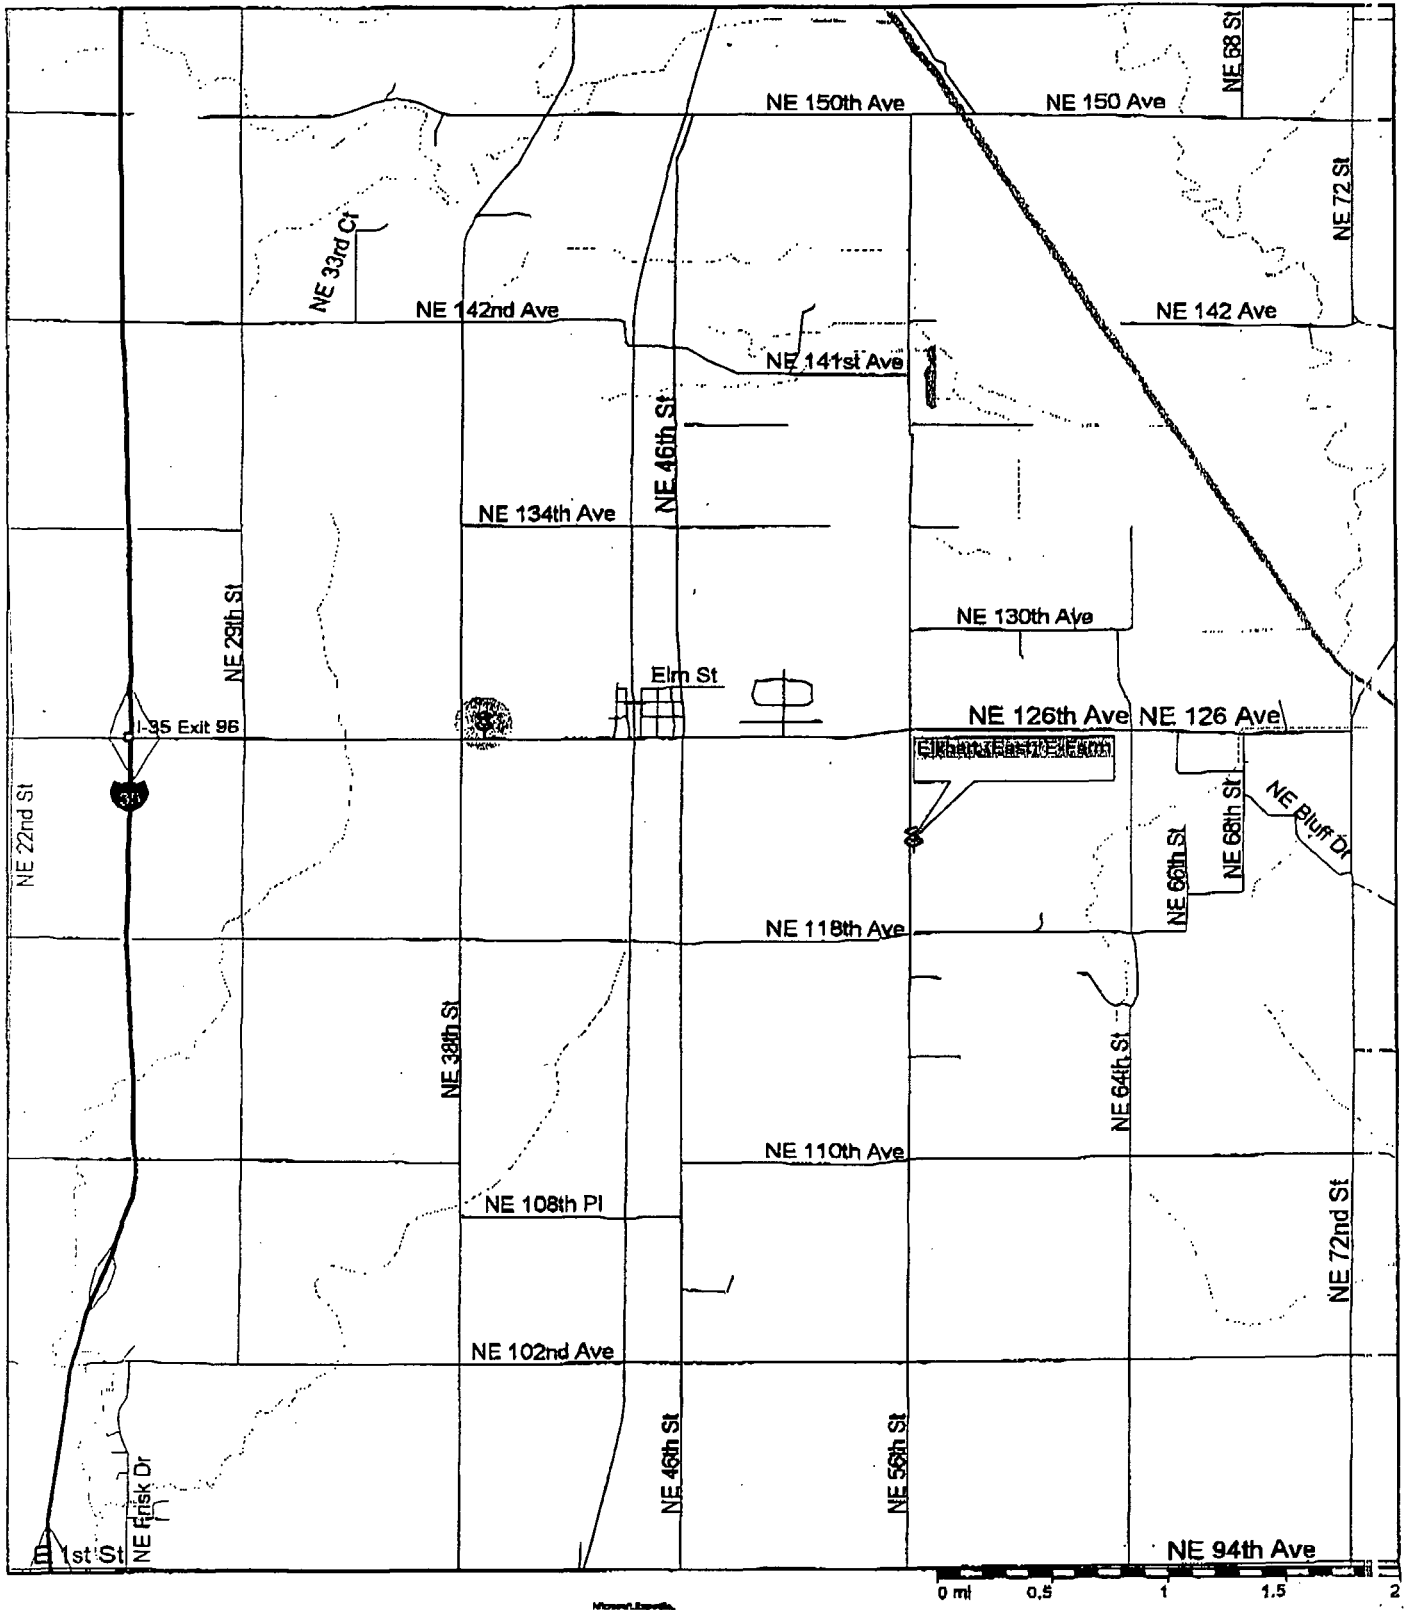 NE 68 St
NE 150th Ave
NE 150 Ave
NE 72 St
NE 33rd Ct
NE 142nd Ave
NE 142 Ave
NE 141st Ave
NE 46th St
NE 134th Ave
NE 29th St
NE 130th Ave
Elm St
I-35 Exit 96
NE 126th Ave
NE 126 Ave
Elkhart
35
NE 22nd St
NE Bluff Dr
NE 68th St
NE 66th St
NE 118th Ave
NE 38th St
NE 64th St
NE 110th Ave
NE 108th Pl
NE 72nd St
NE 102nd Ave
NE 46th St
NE 56th St
NE Frisk Dr
E 1st St
NE 94th Ave
0 mi 0.5 1 1.5 2